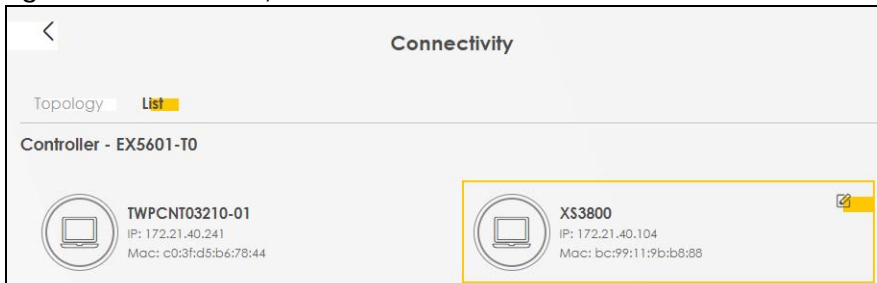 Connectivity
Topology List
Controller - EX5601-T0
TWPCNT03210-01
IP: 172.21.40.241
Mac: c0:3f:d5:b6:78:44
XS3800
IP: 172.21.40.104
Mac: bc:99:11:9b:b8:88